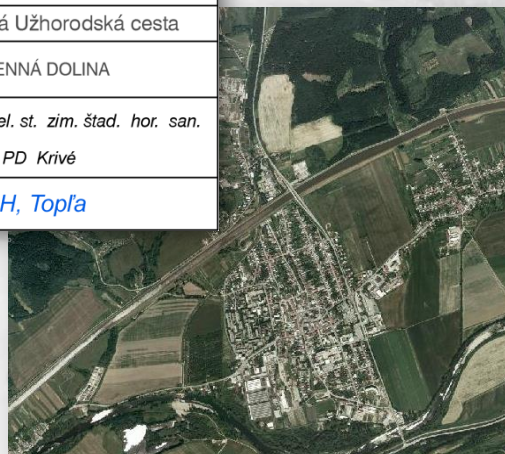 á Užhorodská cesta
ENNÁ DOLINA
el. st. zim. štad. hor. san.
PD Krivé
H, Topľa